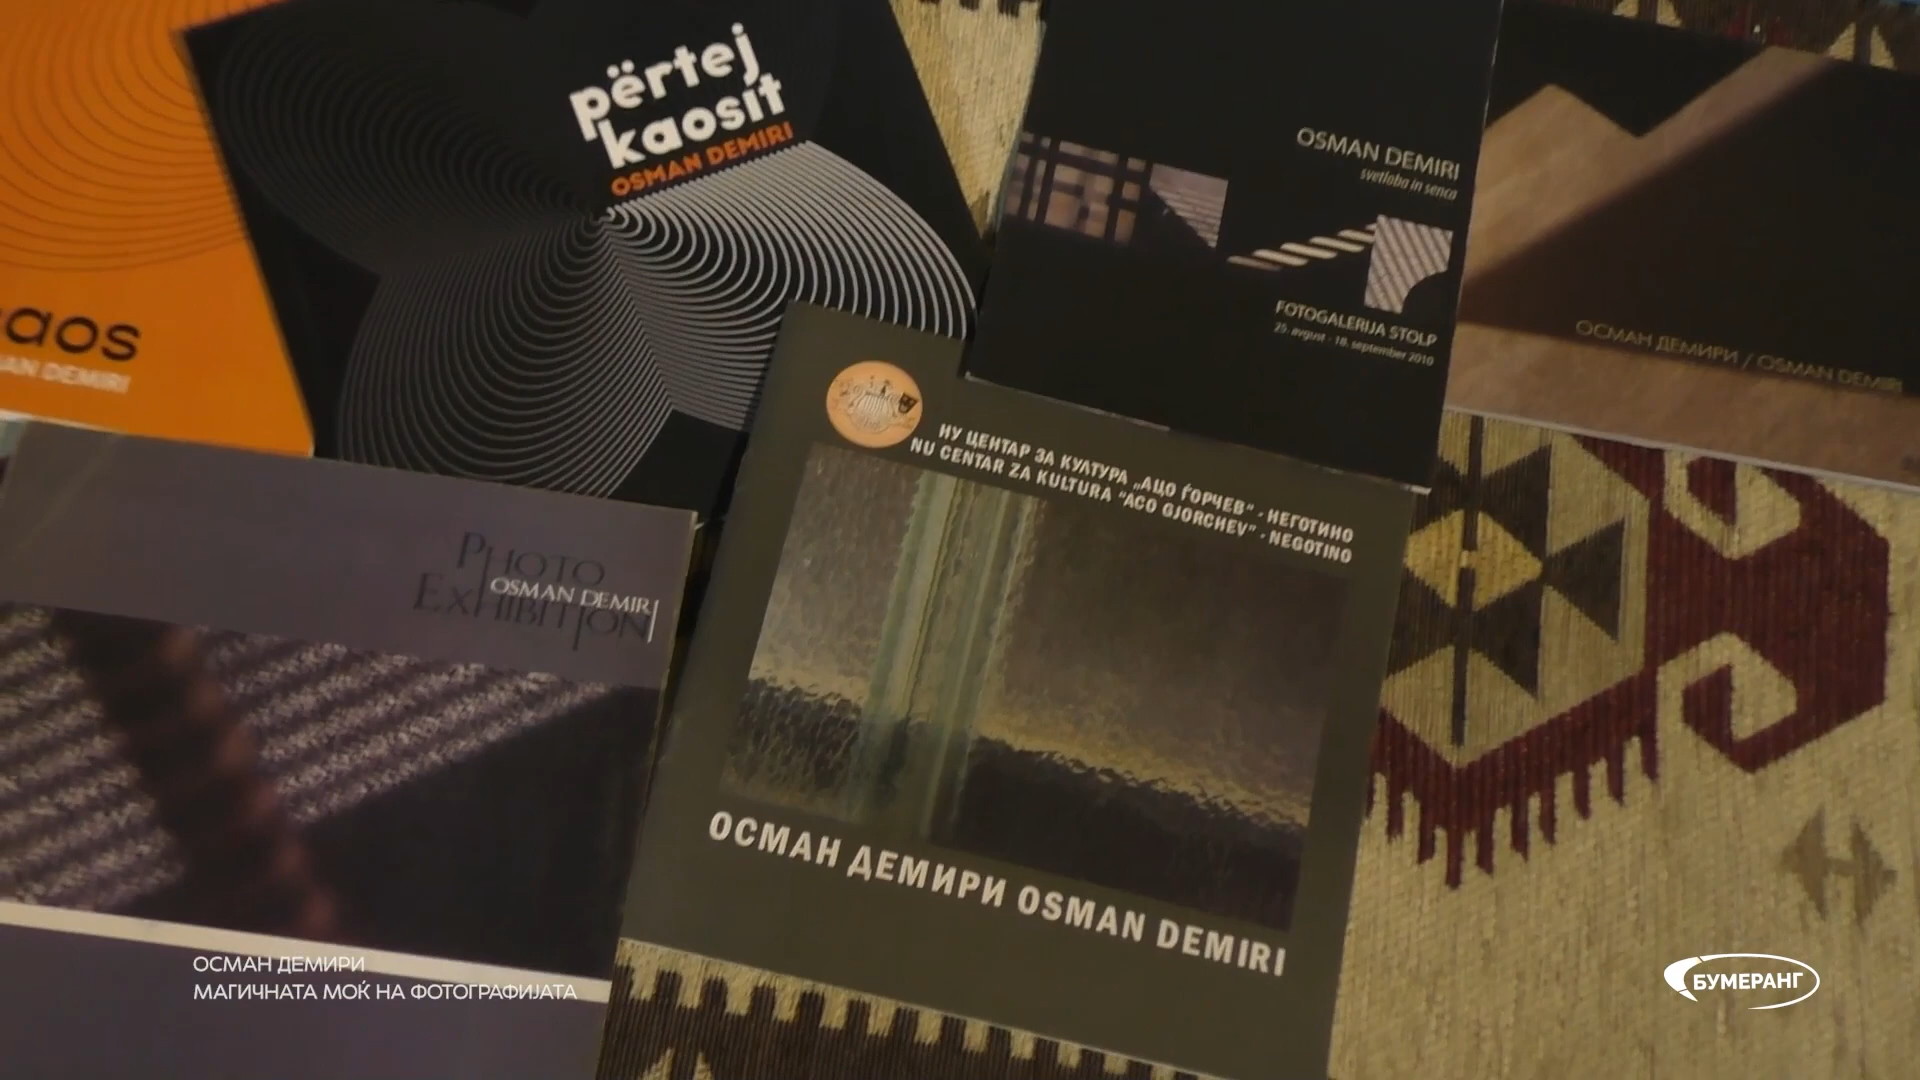 përtej
kaosit
OSMAN DEMIRI
OSMAN DEMIRI
svetloba in senca
FOTOGALERIJA STOLP
25. avgust - 18. september 2010
ОСМАН ДЕМИРИ / OSMAN DEMIRI
aos
AN DEMIRI
НУ ЦЕНТАР ЗА КУЛТУРА „АЦО ЃОРЧЕВ“ - НЕГОТИНО
NU CENTAR ZA KULTURA "ACO GJORCHEV" - NEGOTINO
PHOTO
OSMAN DEMIRI
EXHIBITION
ОСМАН ДЕМИРИ OSMAN DEMIRI
ОСМАН ДЕМИРИ
МАГИЧНАТА МОЌ НА ФОТОГРАФИЈАТА
БУМЕРАНГ